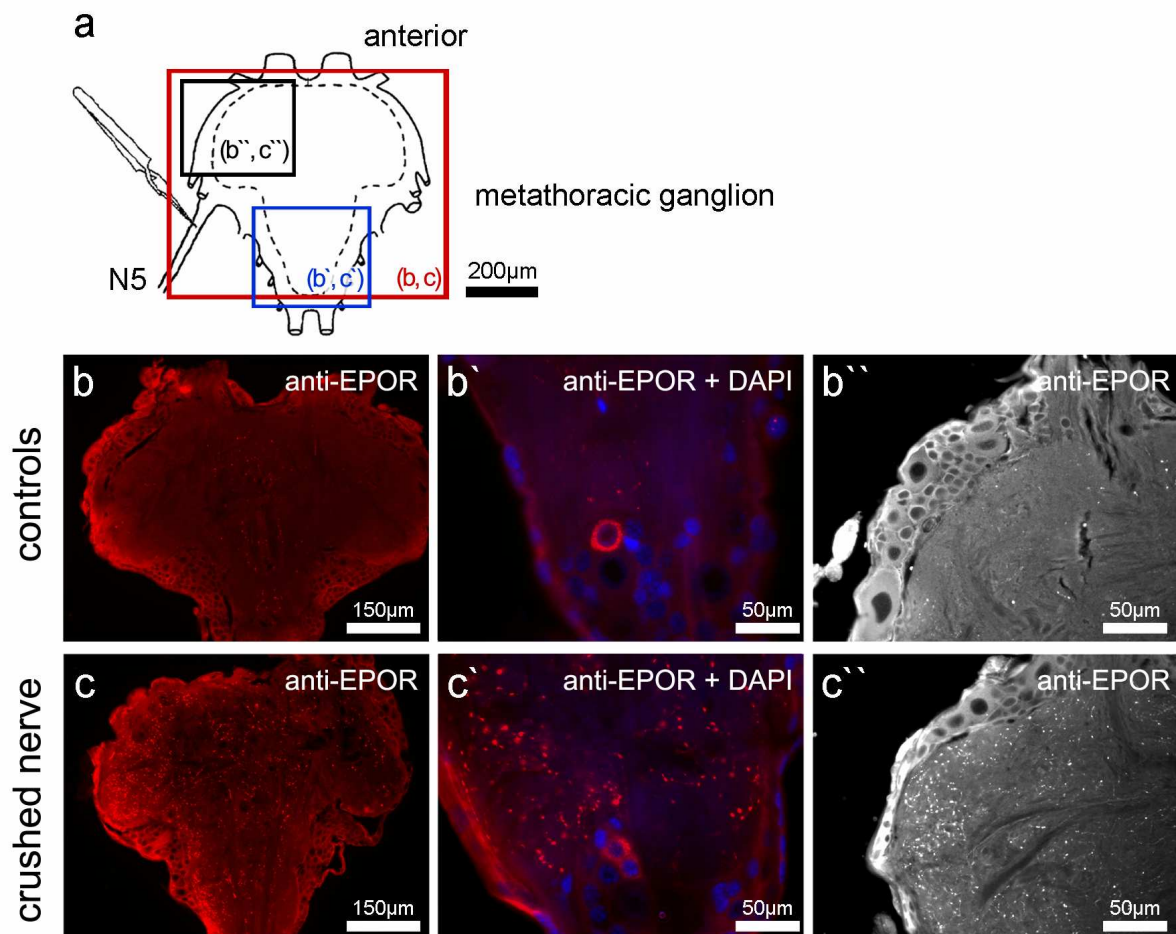 a
anterior
(b``, c``)
metathoracic ganglion
N5
(b`, c`)
(b, c)
200µm
controls
b
anti-EPOR
150µm
b`
anti-EPOR + DAPI
50µm
b``
anti-EPOR
50µm
crushed nerve
c
anti-EPOR
150µm
c`
anti-EPOR + DAPI
50µm
c``
anti-EPOR
50µm